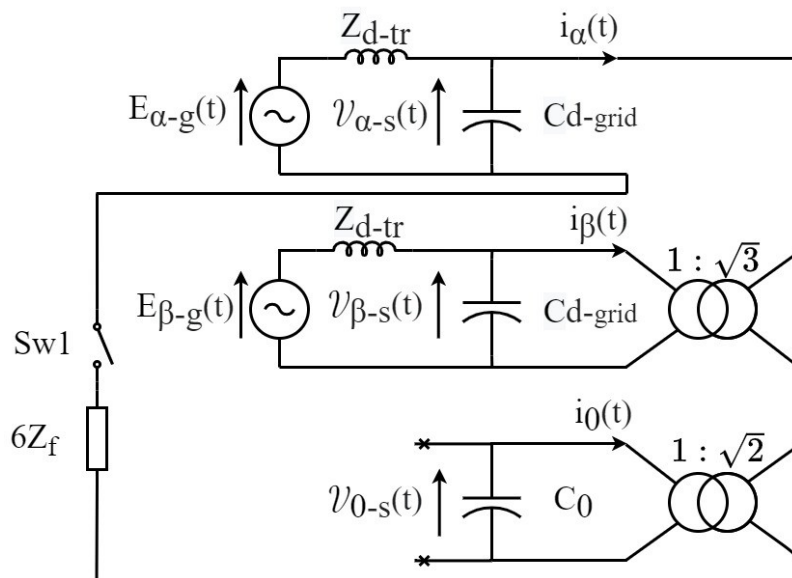 Z_d-tr
i_α(t)
E_α-g(t)
𝒱_α-s(t)
Cd-grid
Z_d-tr
i_β(t)
1 : √3
E_β-g(t)
𝒱_β-s(t)
Cd-grid
Sw1
6Z_f
i_0(t)
1 : √2
𝒱_0-s(t)
C_0